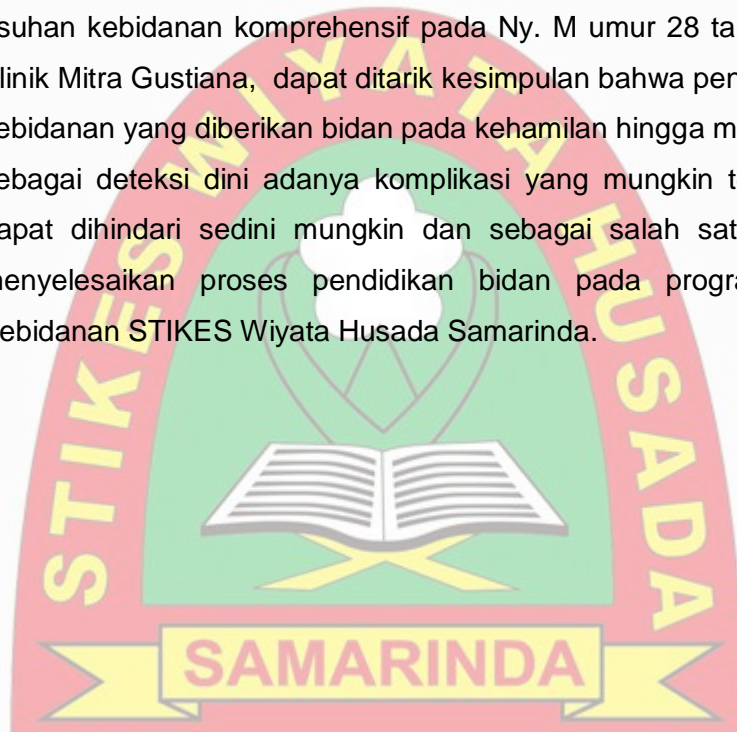 suhan kebidanan komprehensif pada Ny. M umur 28 ta
linik Mitra Gustiana, dapat ditarik kesimpulan bahwa pen
ebidanan yang diberikan bidan pada kehamilan hingga m
ebagai deteksi dini adanya komplikasi yang mungkin t
apat dihindari sedini mungkin dan sebagai salah sat
enyelesaikan proses pendidikan bidan pada progra
ebidanan STIKES Wiyata Husada Samarinda.
STIKES WIYATA HUSADA
SAMARINDA